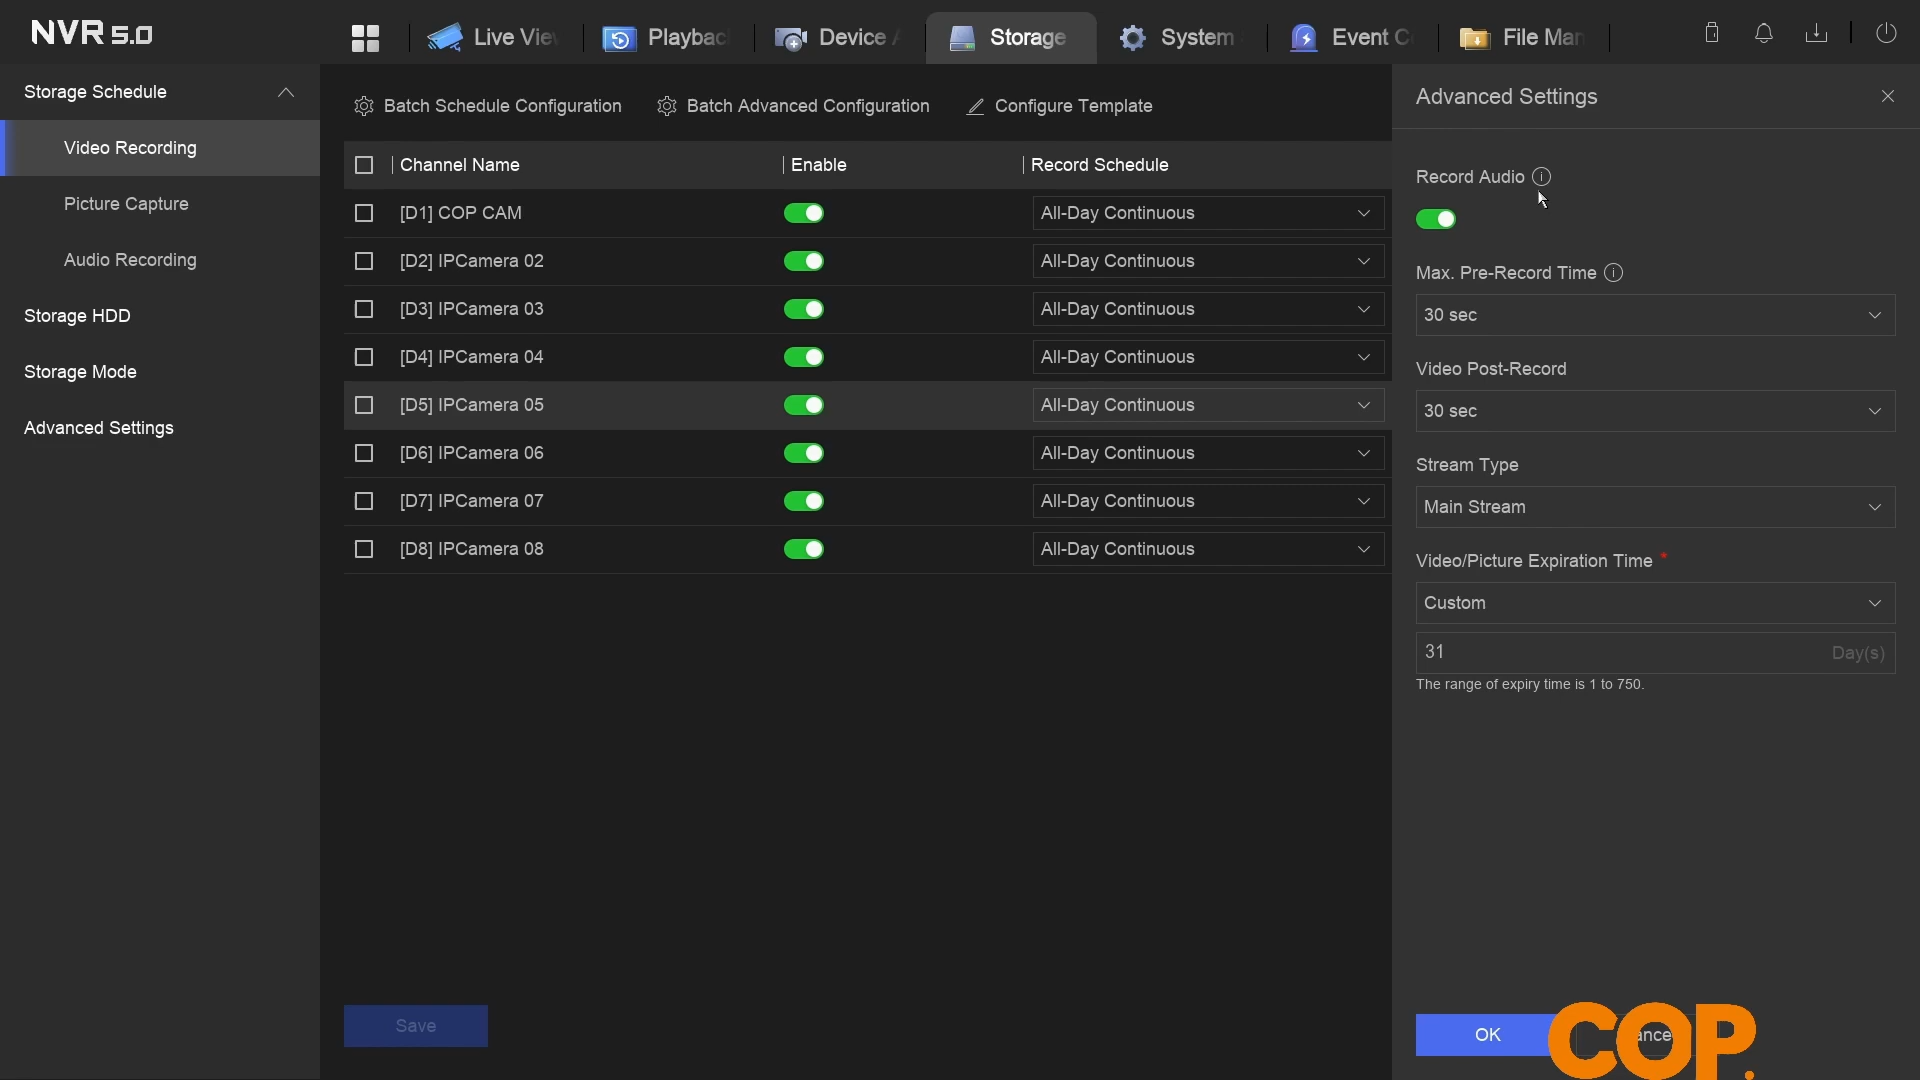 NVR 5.0
Live Vie
Playbac
Device A
Storage
System
Event C
File Man
Storage Schedule
Video Recording
Picture Capture
Audio Recording
Storage HDD
Storage Mode
Advanced Settings
Batch Schedule Configuration
Batch Advanced Configuration
Configure Template
Channel Name
Enable
Record Schedule
[D1] COP CAM
All-Day Continuous
[D2] IPCamera 02
All-Day Continuous
[D3] IPCamera 03
All-Day Continuous
[D4] IPCamera 04
All-Day Continuous
[D5] IPCamera 05
All-Day Continuous
[D6] IPCamera 06
All-Day Continuous
[D7] IPCamera 07
All-Day Continuous
[D8] IPCamera 08
All-Day Continuous
Save
Advanced Settings
Record Audio
Max. Pre-Record Time
30 sec
Video Post-Record
30 sec
Stream Type
Main Stream
Video/Picture Expiration Time *
Custom
31 Day(s)
The range of expiry time is 1 to 750.
OK
COP.